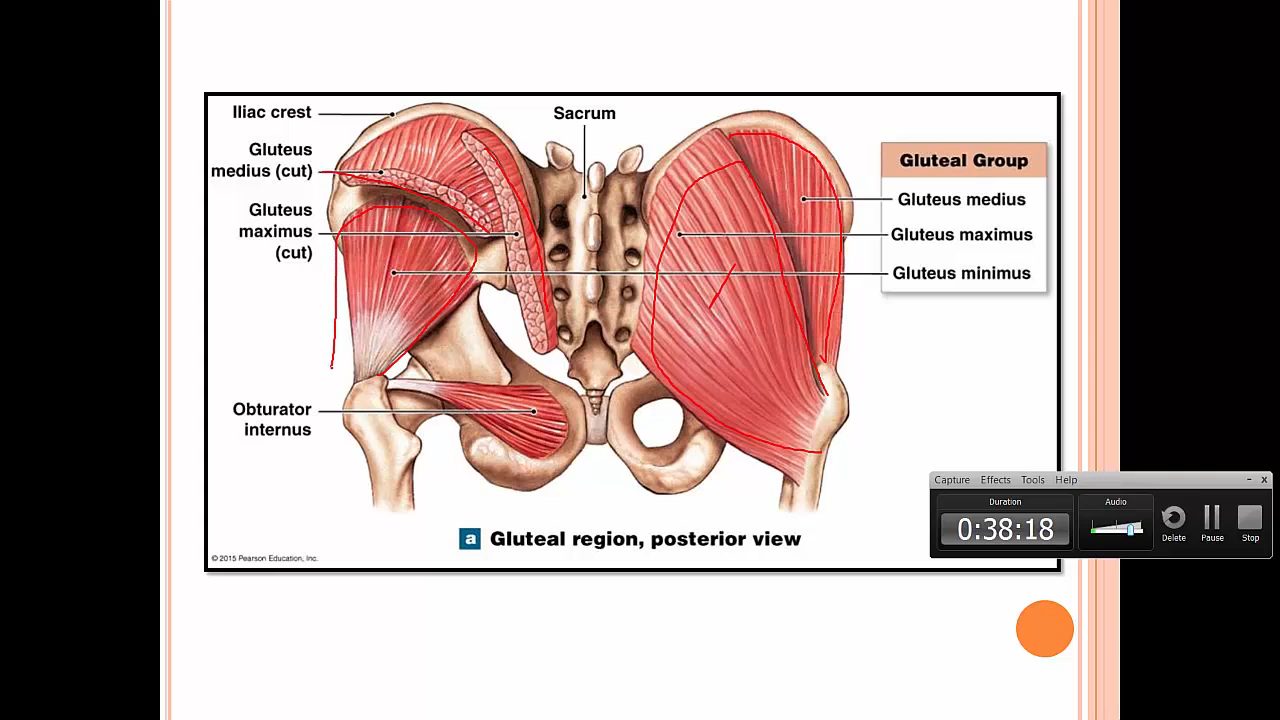 Iliac crest
Gluteus
medius (cut)
Gluteus
maximus
(cut)
Obturator
internus
Sacrum
Gluteal Group
Gluteus medius
Gluteus maximus
Gluteus minimus
a Gluteal region, posterior view
© 2015 Pearson Education, Inc.
Capture Effects Tools Help
Duration
0:38:18
Audio
Delete Pause Stop